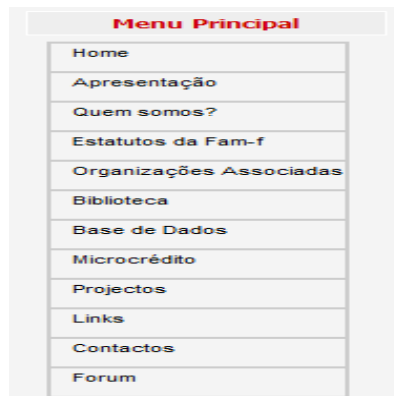 Menu Principal
Home
Apresentação
Quem somos?
Estatutos da Fam-f
Organizações Associadas
Biblioteca
Base de Dados
Microcrédito
Projectos
Links
Contactos
Forum